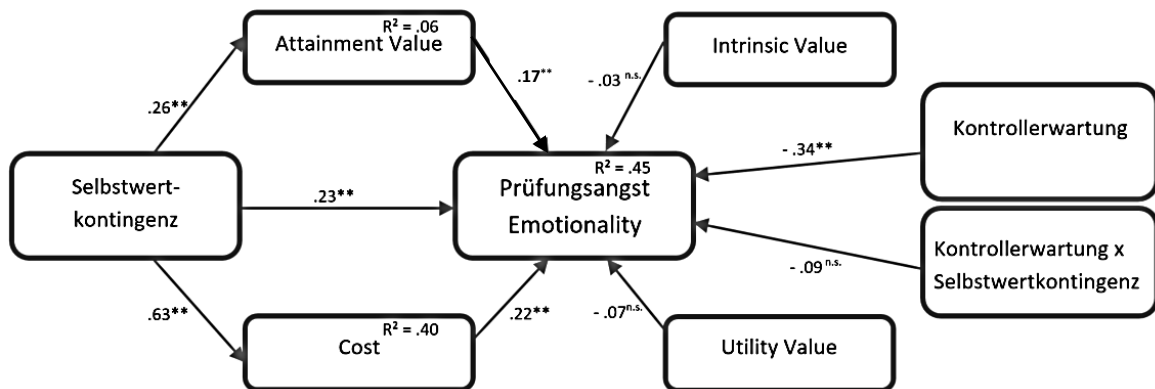 R² = .06
Attainment Value
Intrinsic Value
.17**
- .03 n.s.
.26**
Kontrollerwartung
- .34**
R² = .45
Selbstwert-
kontingenz
.23**
Prüfungsangst
Emotionality
Kontrollerwartung x
Selbstwertkontingenz
- .09 n.s.
.63**
R² = .40
Cost
.22**
- .07 n.s.
Utility Value